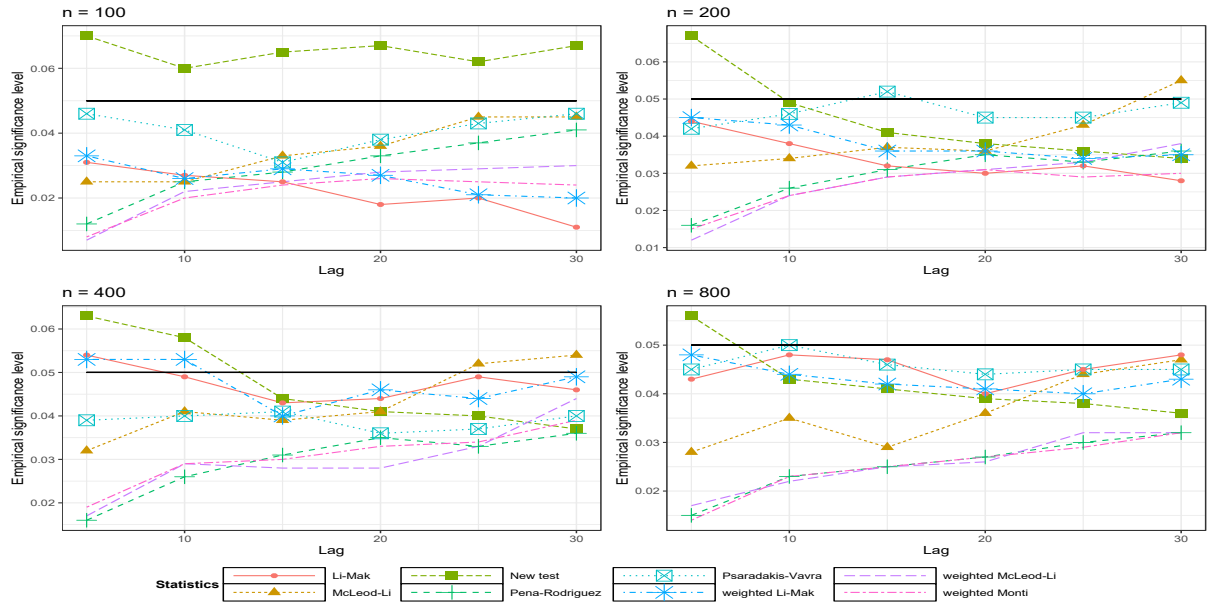 n = 100
Empirical significance level
0.06
0.04
0.02
10
20
30
Lag
n = 200
Empirical significance level
0.06
0.05
0.04
0.03
0.02
0.01
10
20
30
Lag
n = 400
Empirical significance level
0.06
0.05
0.04
0.03
0.02
10
20
30
Lag
n = 800
Empirical significance level
0.05
0.04
0.03
0.02
10
20
30
Lag
Statistics
Li-Mak
New test
Psaradakis-Vavra
weighted McLeod-Li
McLeod-Li
Pena-Rodriguez
weighted Li-Mak
weighted Monti